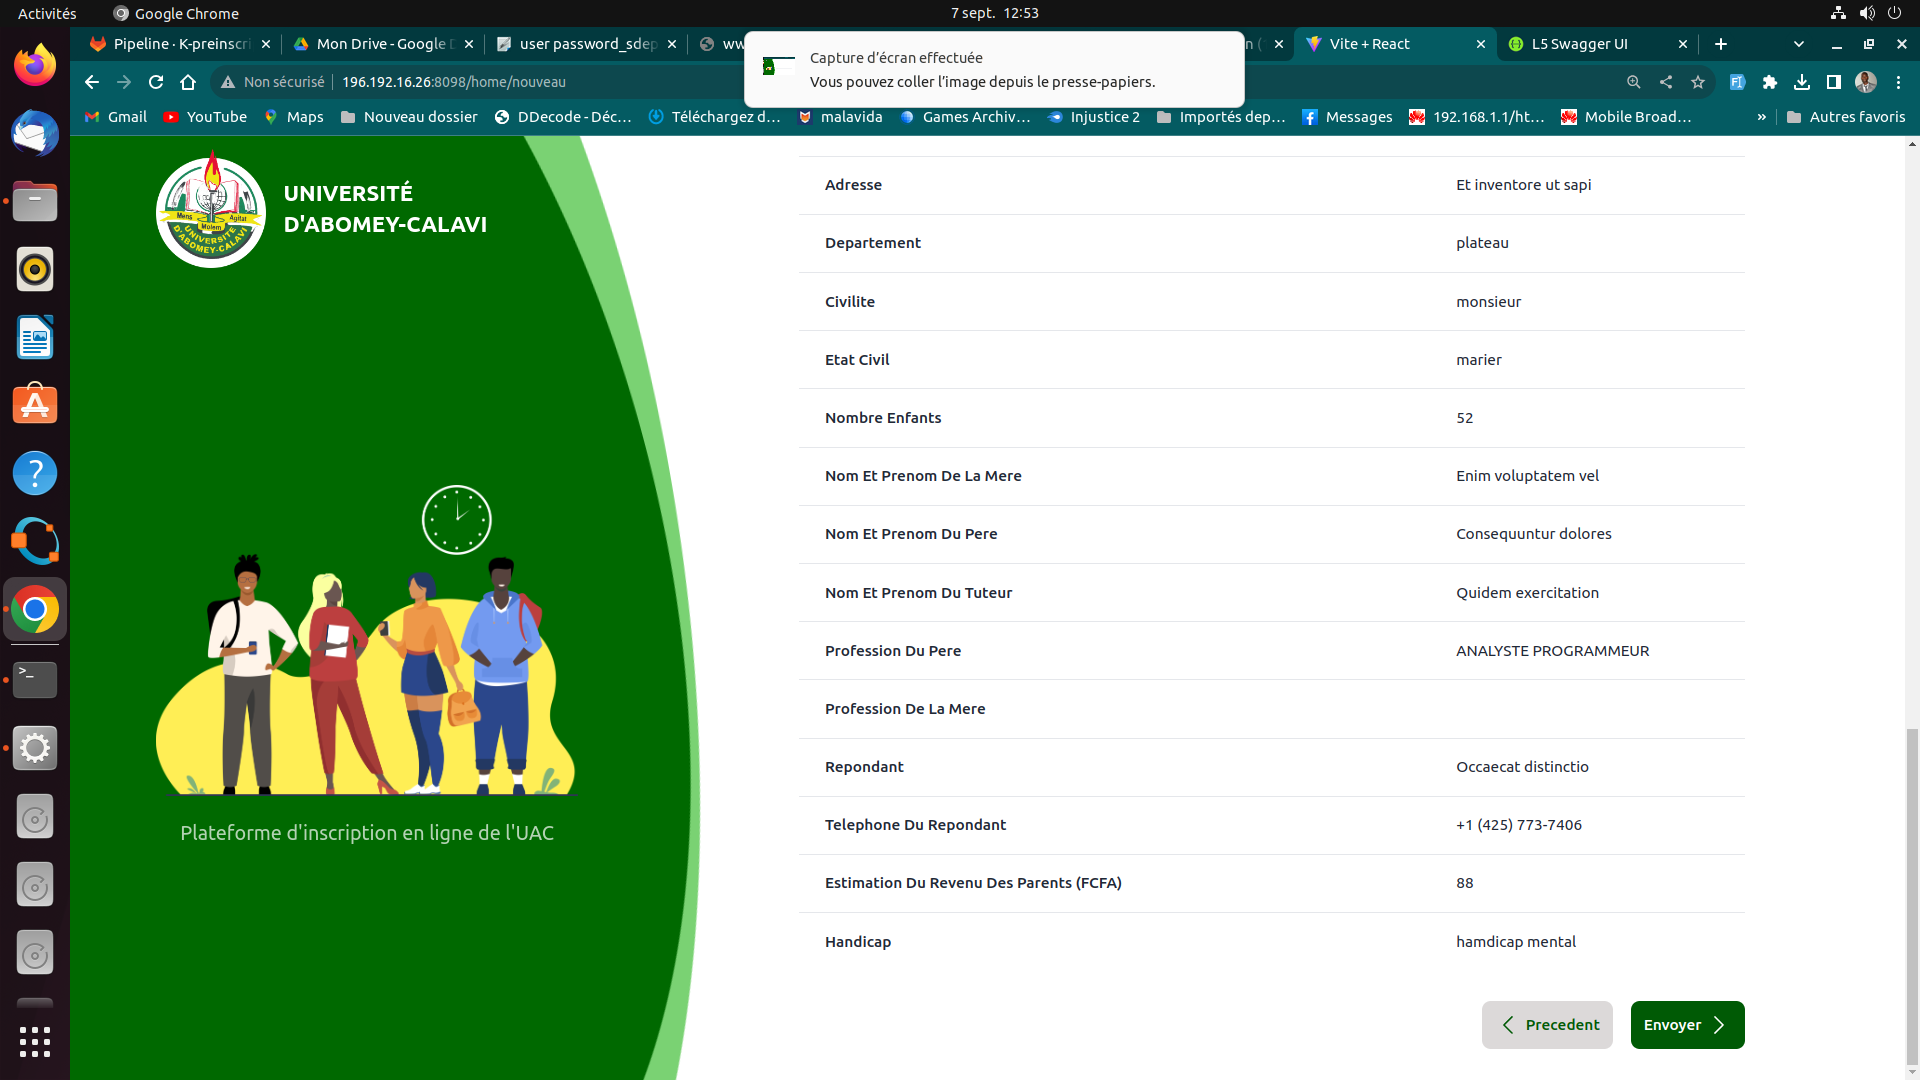 Activités
Google Chrome
7 sept. 12:53
Pipeline · K-preinscri
Mon Drive - Google D
user password_sdep
ww
Vite + React
L5 Swagger UI
Capture d'écran effectuée
Vous pouvez coller l'image depuis le presse-papiers.
Non sécurisé
196.192.16.26:8098/home/nouveau
Gmail
YouTube
Maps
Nouveau dossier
DDecode - Déc…
Téléchargez d…
malavida
Games Archiv…
Injustice 2
Importés dep…
Messages
192.168.1.1/ht…
Mobile Broad…
»
Autres favoris
Mens Agitat
Molem
UNIVERSITE
D'ABOMEY-CALAVI
UNIVERSITÉ
D'ABOMEY-CALAVI
Plateforme d'inscription en ligne de l'UAC
Adresse Et inventore ut sapi
Departement plateau
Civilite monsieur
Etat Civil marier
Nombre Enfants 52
Nom Et Prenom De La Mere Enim voluptatem vel
Nom Et Prenom Du Pere Consequuntur dolores
Nom Et Prenom Du Tuteur Quidem exercitation
Profession Du Pere ANALYSTE PROGRAMMEUR
Profession De La Mere
Repondant Occaecat distinctio
Telephone Du Repondant +1 (425) 773-7406
Estimation Du Revenu Des Parents (FCFA) 88
Handicap hamdicap mental
Precedent
Envoyer